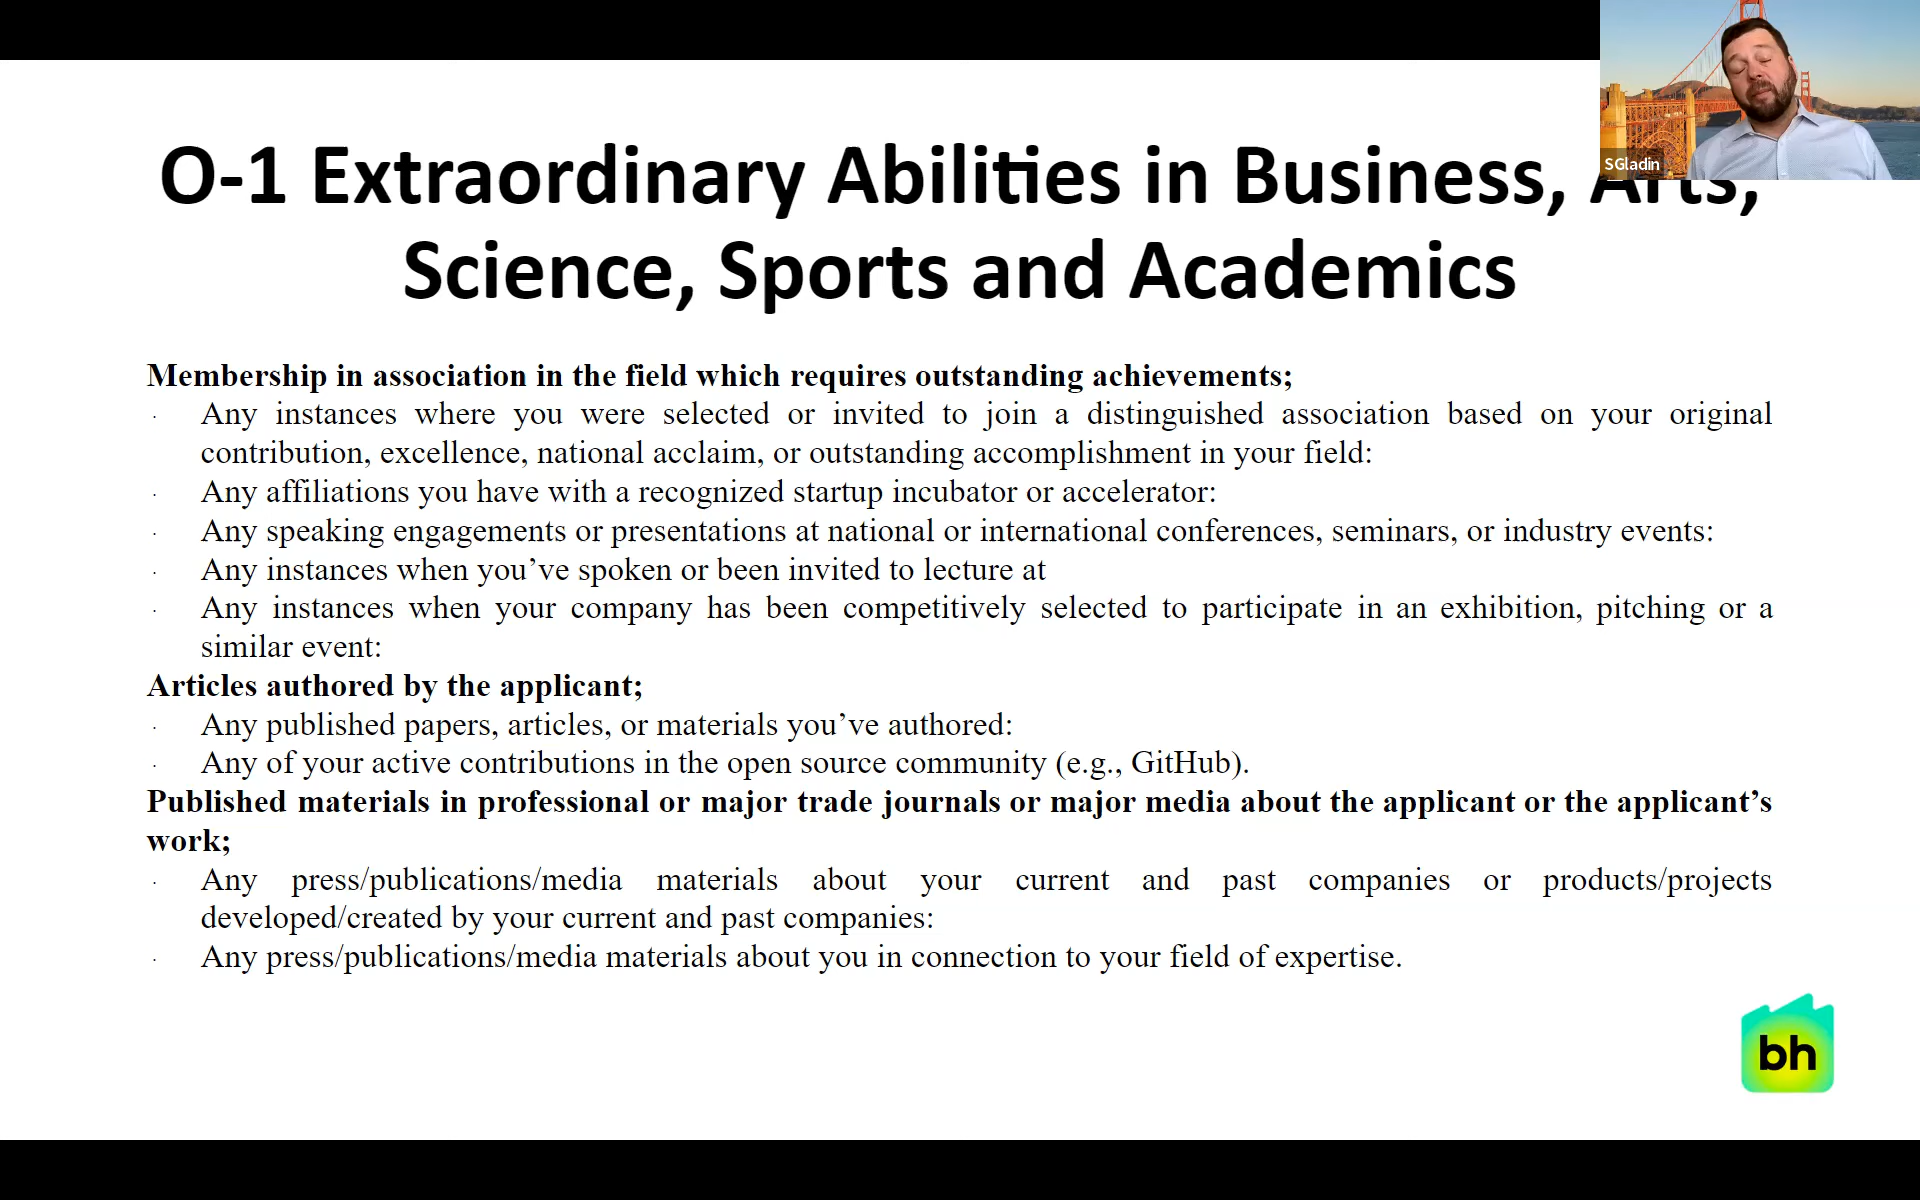 O-1 Extraordinary Abilities in Business, Arts,
Science, Sports and Academics
SGladin
Membership in association in the field which requires outstanding achievements;
· Any instances where you were selected or invited to join a distinguished association based on your original
contribution, excellence, national acclaim, or outstanding accomplishment in your field:
· Any affiliations you have with a recognized startup incubator or accelerator:
· Any speaking engagements or presentations at national or international conferences, seminars, or industry events:
· Any instances when you’ve spoken or been invited to lecture at
· Any instances when your company has been competitively selected to participate in an exhibition, pitching or a
similar event:
Articles authored by the applicant;
· Any published papers, articles, or materials you’ve authored:
· Any of your active contributions in the open source community (e.g., GitHub).
Published materials in professional or major trade journals or major media about the applicant or the applicant’s
work;
· Any press/publications/media materials about your current and past companies or products/projects
developed/created by your current and past companies:
· Any press/publications/media materials about you in connection to your field of expertise.
bh